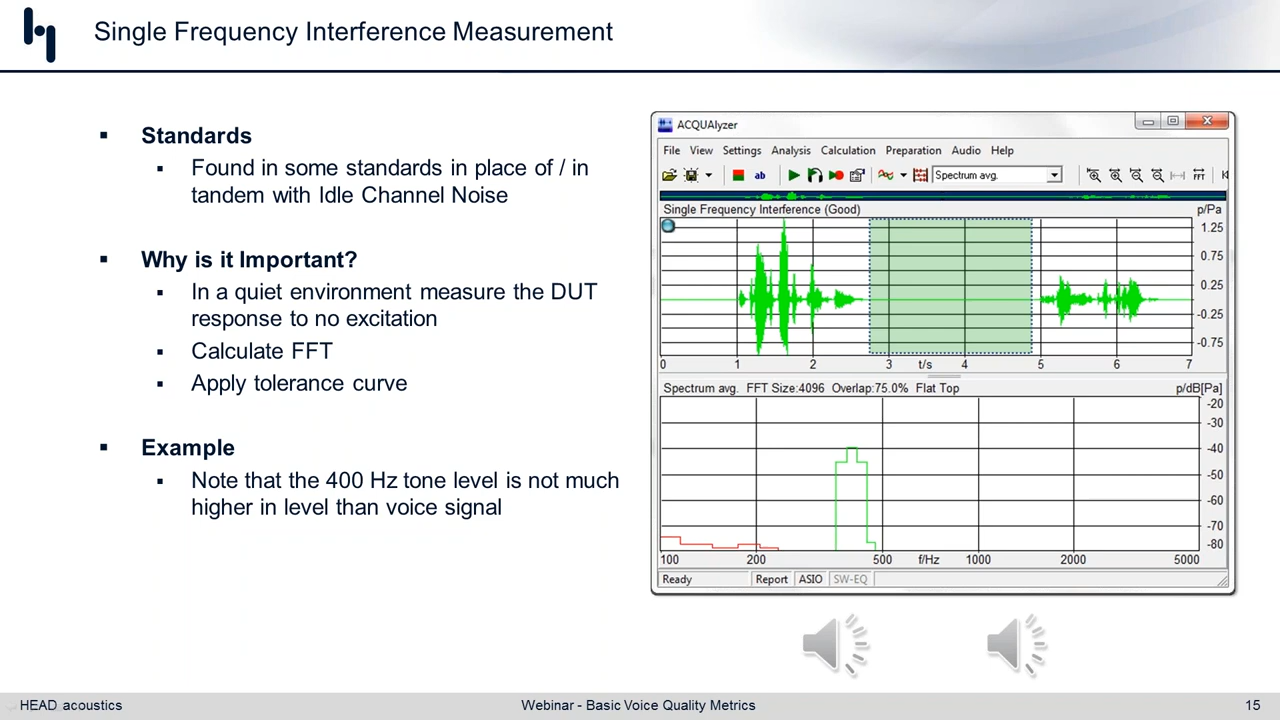 Single Frequency Interference Measurement
Standards
Found in some standards in place of / in
tandem with Idle Channel Noise
Why is it Important?
In a quiet environment measure the DUT
response to no excitation
Calculate FFT
Apply tolerance curve
Example
Note that the 400 Hz tone level is not much
higher in level than voice signal
ACQUAlyzer
File View Settings Analysis Calculation Preparation Audio Help
ab Spectrum avg.
Single Frequency Interference (Good) p/Pa
1.25
0.75
0.25
-0.25
-0.75
0 1 2 3 t/s 4 5 6 7
Spectrum avg. FFT Size:4096 Overlap:75.0% Flat Top p/dB[Pa]
-20
-30
-40
-50
-60
-70
-80
100 200 500 f/Hz 1000 2000 5000
Ready Report ASIO SW-EQ
HEAD acoustics Webinar - Basic Voice Quality Metrics 15